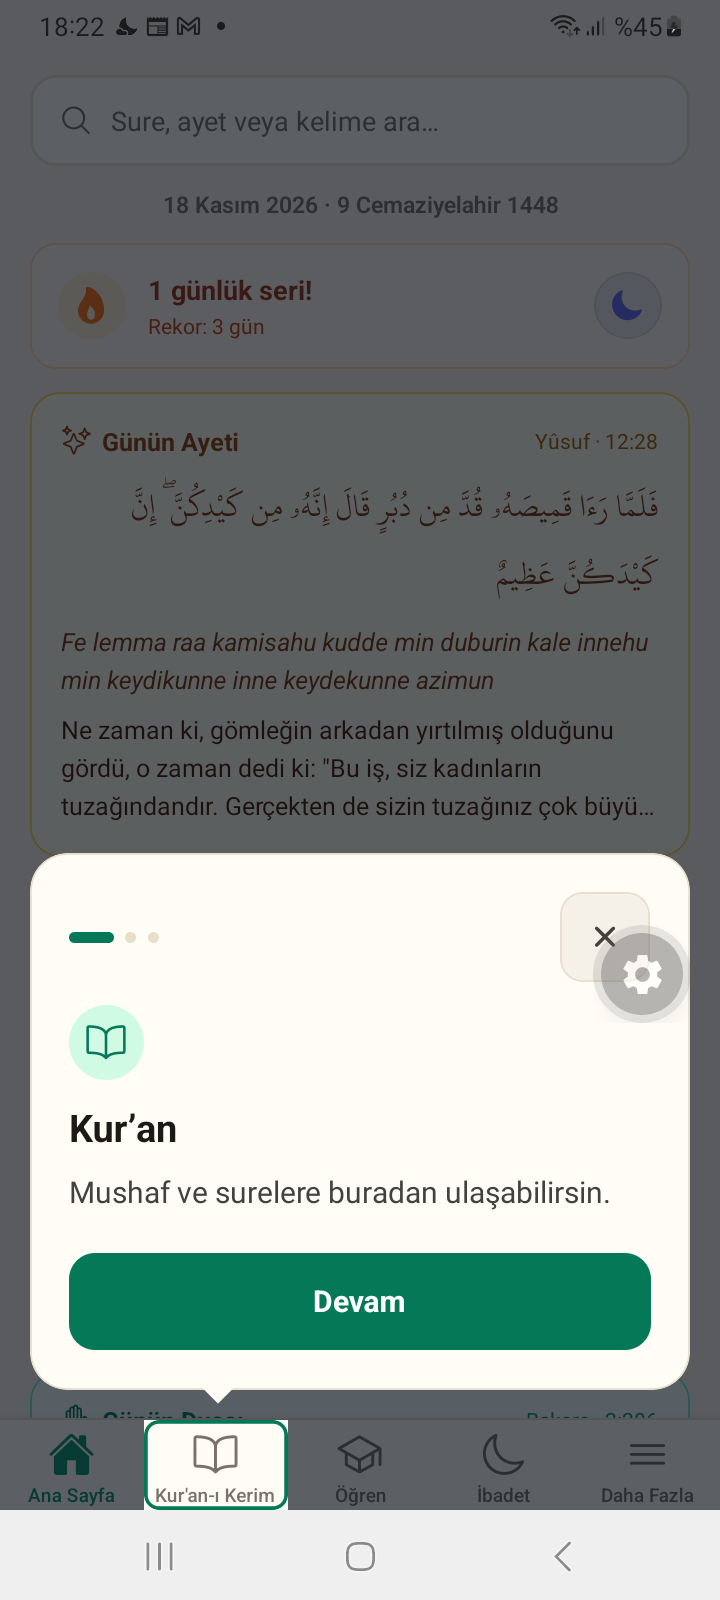 18:22
%45
Sure, ayet veya kelime ara...
18 Kasım 2026 · 9 Cemaziyelahir 1448
1 günlük seri!
Rekor: 3 gün
Günün Ayeti
Yûsuf · 12:28
فَلَمَّا رَءَا قَمِيصَهُۥ قُدَّ مِن دُبُرٍ قَالَ إِنَّهُۥ مِن كَيْدِكُنَّ ۖ إِنَّ
كَيْدَكُنَّ عَظِيمٌ
Fe lemma raa kamisahu kudde min duburin kale innehu
min keydikunne inne keydekunne azimun
Ne zaman ki, gömleğin arkadan yırtılmış olduğunu
gördü, o zaman dedi ki: "Bu iş, siz kadınların
tuzağındandır. Gerçekten de sizin tuzağınız çok büyü...
Kur’an
Mushaf ve surelere buradan ulaşabilirsin.
Devam
Ana Sayfa
Kur'an-ı Kerim
Öğren
İbadet
Daha Fazla